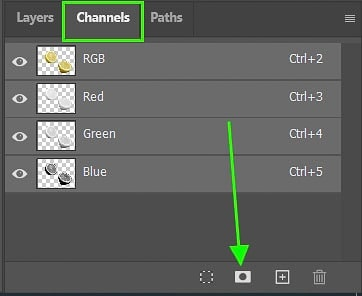 Layers Channels Paths
RGB Ctrl+2
Red Ctrl+3
Green Ctrl+4
Blue Ctrl+5